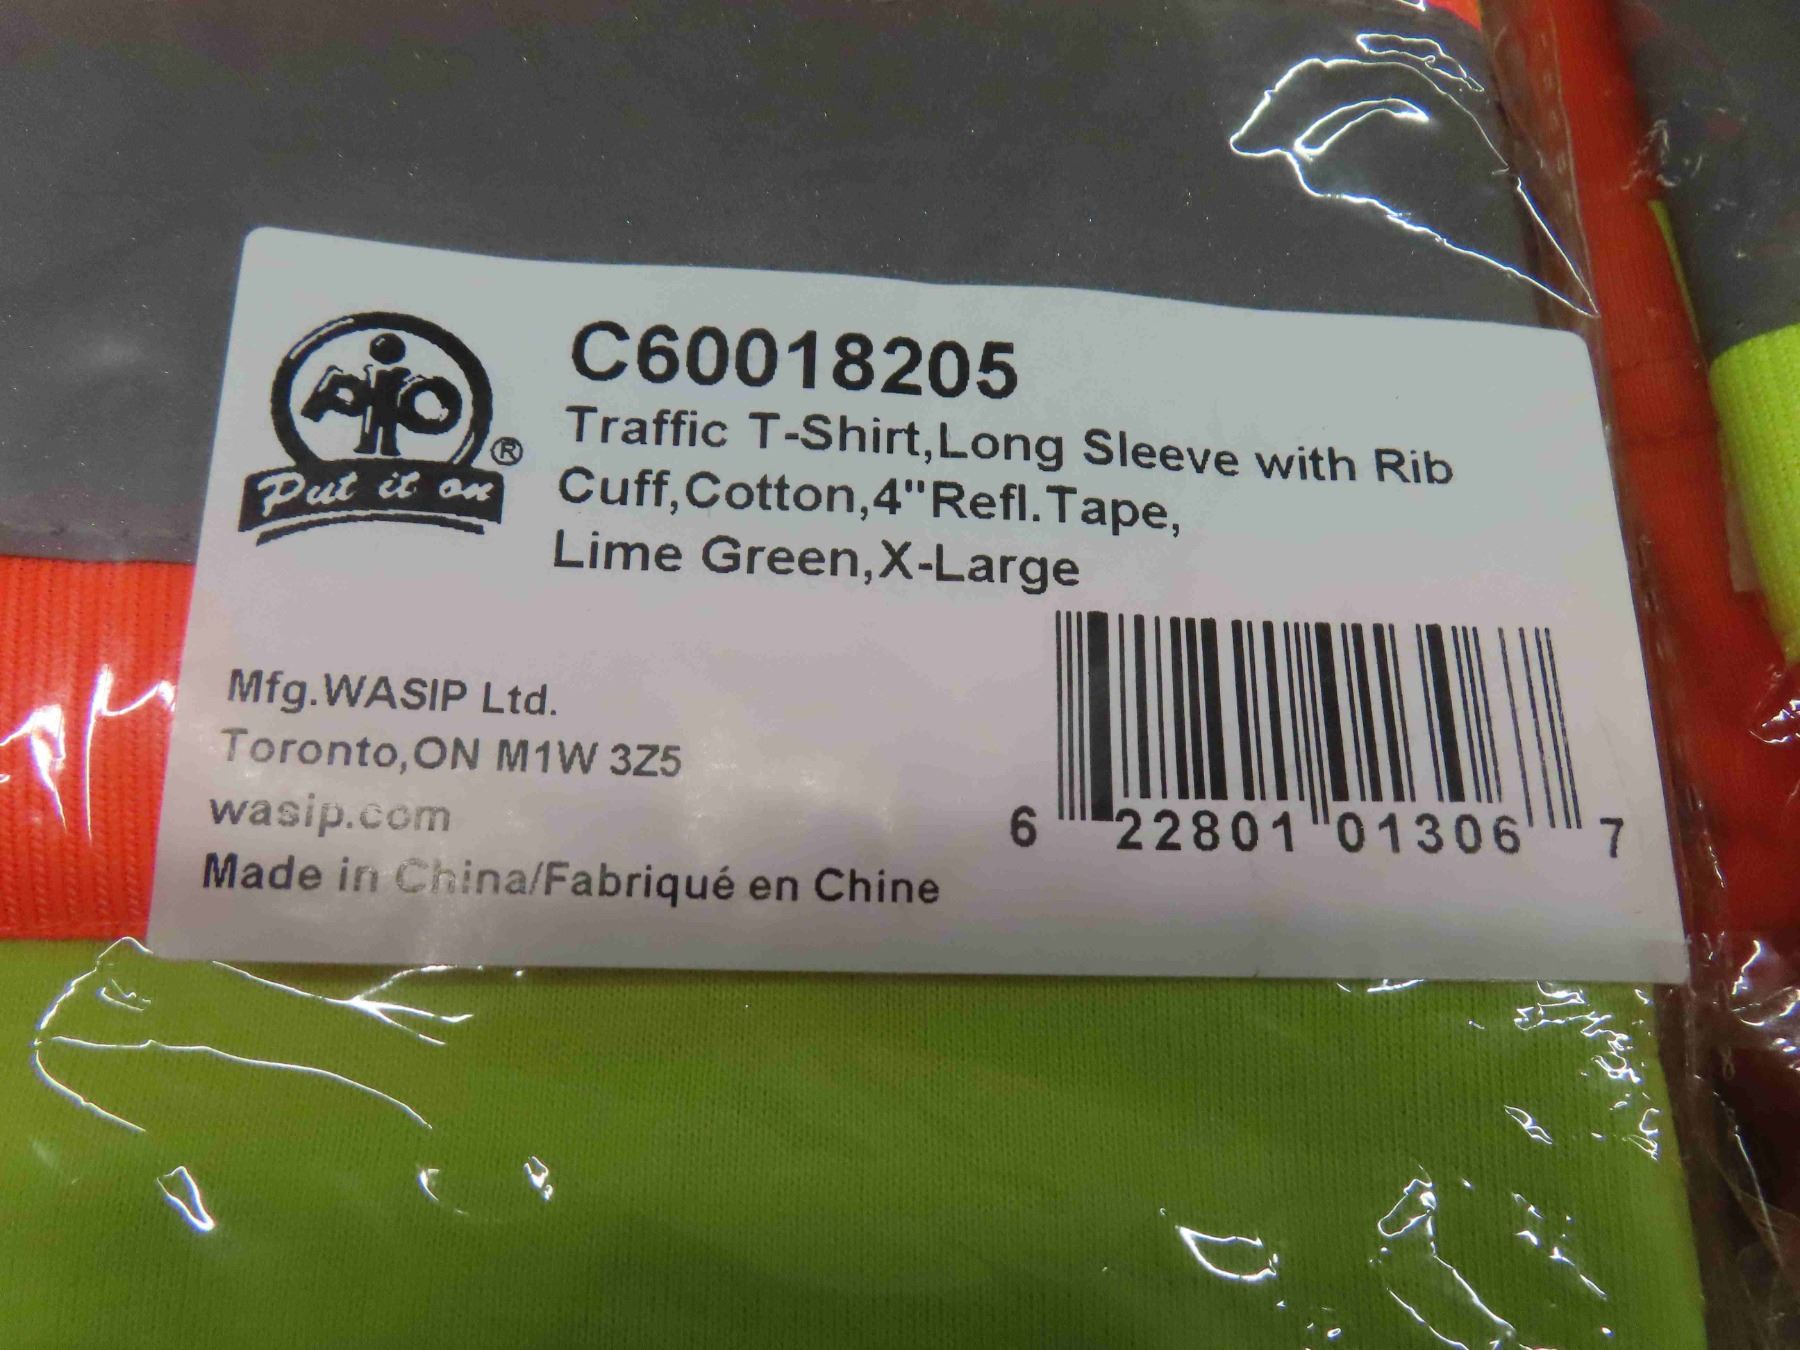 pio
Put it on
®
C60018205
Traffic T-Shirt,Long Sleeve with Rib
Cuff,Cotton,4"Refl.Tape,
Lime Green,X-Large
Mfg.WASIP Ltd.
Toronto,ON M1W 3Z5
wasip.com
Made in China/Fabriqué en Chine
6 22801 01306 7